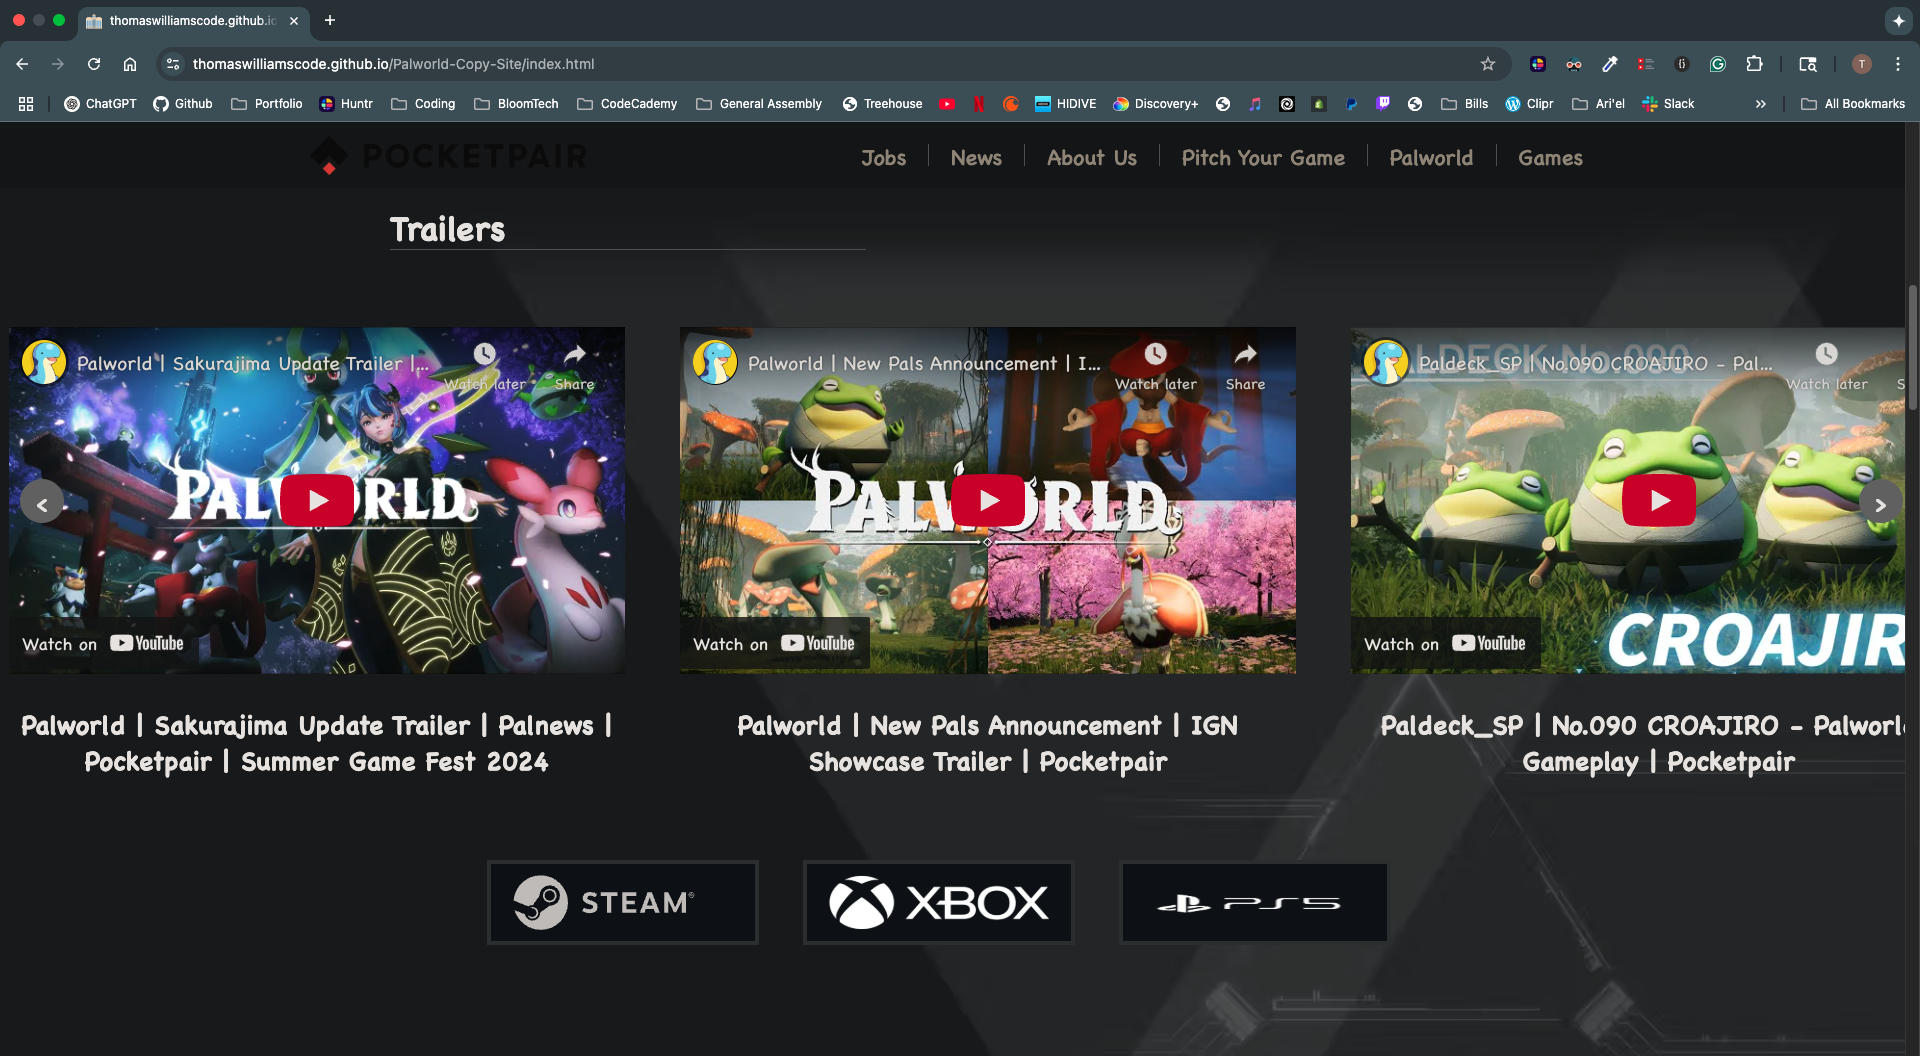 thomaswilliamscode.github.io
thomaswilliamscode.github.io/Palworld-Copy-Site/index.html
T
ChatGPT Github Portfolio Huntr Coding BloomTech CodeCademy General Assembly Treehouse HIDIVE Discovery+ Bills Clipr Ari'el Slack » All Bookmarks
POCKETPAIR
Jobs News About Us Pitch Your Game Palworld Games
Trailers
Palworld | Sakurajima Update Trailer |...
Watch later Share
PALWORLD
Watch on YouTube
Palworld | New Pals Announcement | I...
Watch later Share
PALWORLD
Watch on YouTube
PALDECK No.090
Paldeck_SP | No.090 CROAJIRO - Pal...
Watch later S
Watch on YouTube
CROAJIR
Palworld | Sakurajima Update Trailer | Palnews |
Pocketpair | Summer Game Fest 2024
Palworld | New Pals Announcement | IGN
Showcase Trailer | Pocketpair
Paldeck_SP | No.090 CROAJIRO - Palworl
Gameplay | Pocketpair
STEAM®
XBOX
PS5